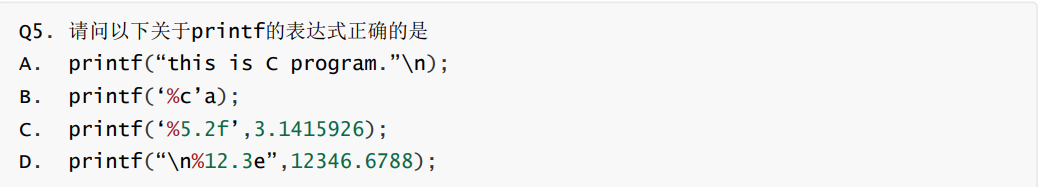 Q5. 请问以下关于printf的表达式正确的是
A. printf(“this is C program.”\n);
B. printf(‘%c’a);
C. printf(‘%5.2f’,3.1415926);
D. printf(“\n%12.3e”,12346.6788);